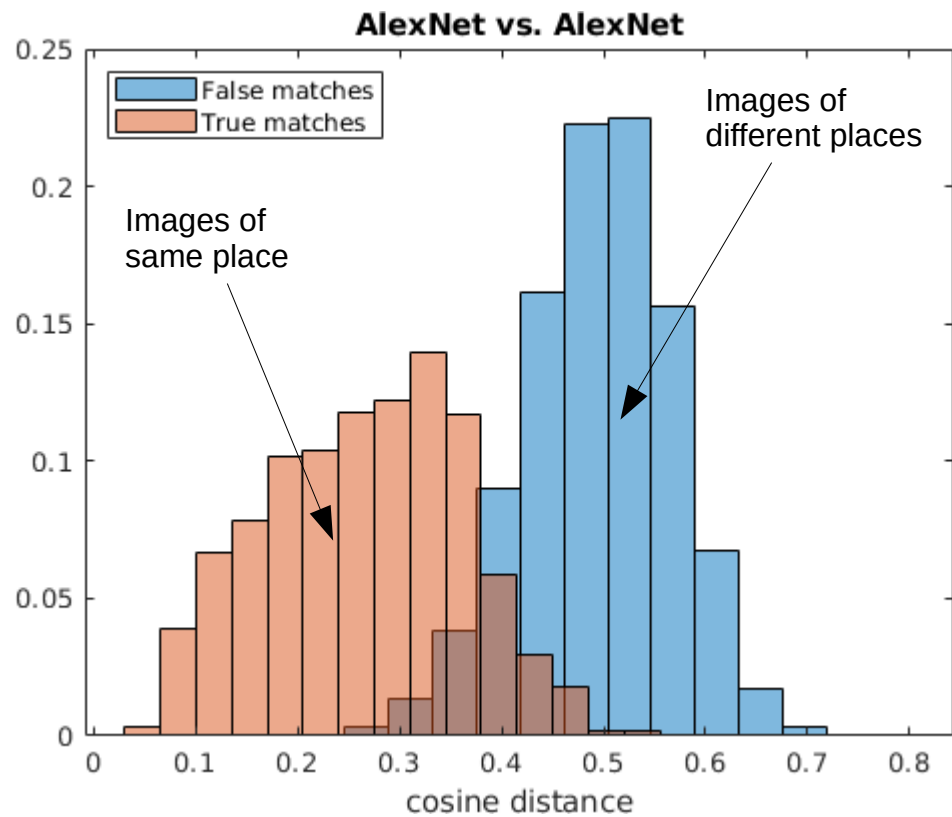 AlexNet vs. AlexNet
0.25
0.2
0.15
0.1
0.05
0
False matches
True matches
Images of
different places
Images of
same place
0 0.1 0.2 0.3 0.4 0.5 0.6 0.7 0.8
cosine distance